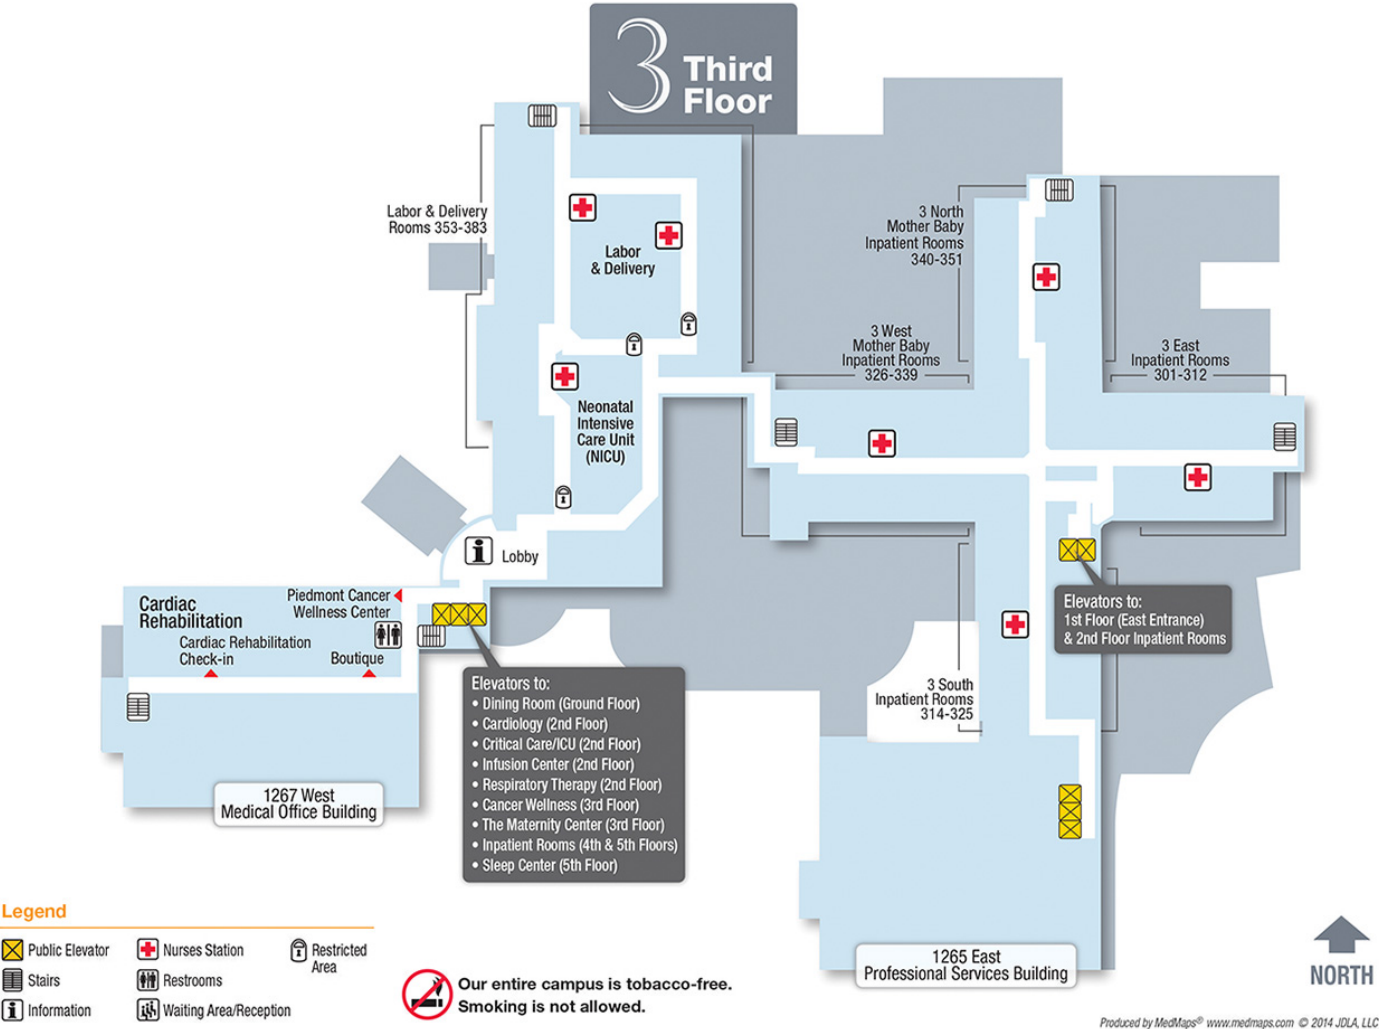 3 Third
Floor
Labor & Delivery
Rooms 353-383
Labor
& Delivery
3 North
Mother Baby
Inpatient Rooms
340-351
3 West
Mother Baby
Inpatient Rooms
326-339
3 East
Inpatient Rooms
301-312
Neonatal
Intensive
Care Unit
(NICU)
Lobby
Cardiac
Rehabilitation
Piedmont Cancer
Wellness Center
Cardiac Rehabilitation
Check-in
Boutique
Elevators to:
1st Floor (East Entrance)
& 2nd Floor Inpatient Rooms
3 South
Inpatient Rooms
314-325
Elevators to:
• Dining Room (Ground Floor)
• Cardiology (2nd Floor)
• Critical Care/ICU (2nd Floor)
• Infusion Center (2nd Floor)
• Respiratory Therapy (2nd Floor)
• Cancer Wellness (3rd Floor)
• The Maternity Center (3rd Floor)
• Inpatient Rooms (4th & 5th Floors)
• Sleep Center (5th Floor)
1267 West
Medical Office Building
1265 East
Professional Services Building
Legend
Public Elevator
Stairs
Information
Nurses Station
Restrooms
Waiting Area/Reception
Restricted
Area
Our entire campus is tobacco-free.
Smoking is not allowed.
NORTH
Produced by MedMaps® www.medmaps.com © 2014 JDLA, LLC